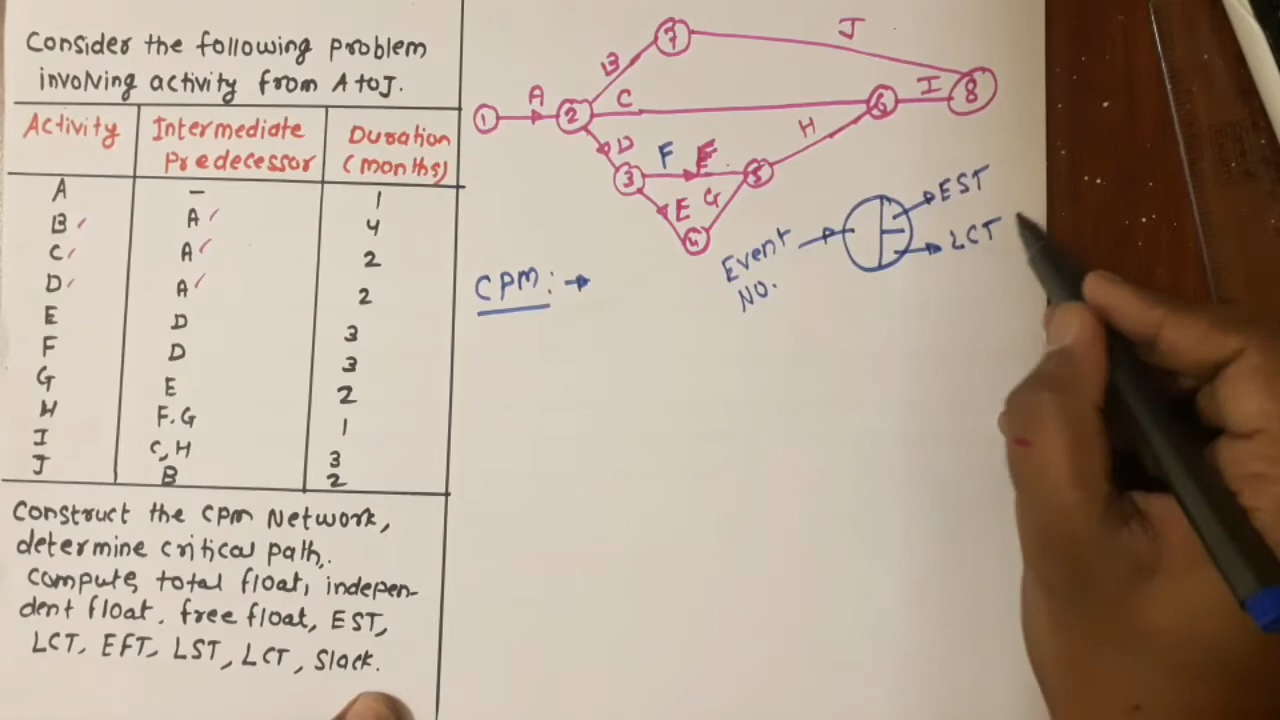 Consider the following problem
involving activity from A to J.
Activity Intermediate Predecessor Duration (months)
A - 1
B A 4
C A 2
D A 2
E D 3
F D 3
G E 2
H F,G 1
I C,H 3
J B 2
Construct the CPM Network,
determine critical path,
compute total float, indepen-
dent float, free float, EST,
LCT, EFT, LST, LCT, Slack.
7 J
B
1 A 2 C 6 I 8
D H
3 F 5
E G
4
CPM:
Event
No.
EST
LCT